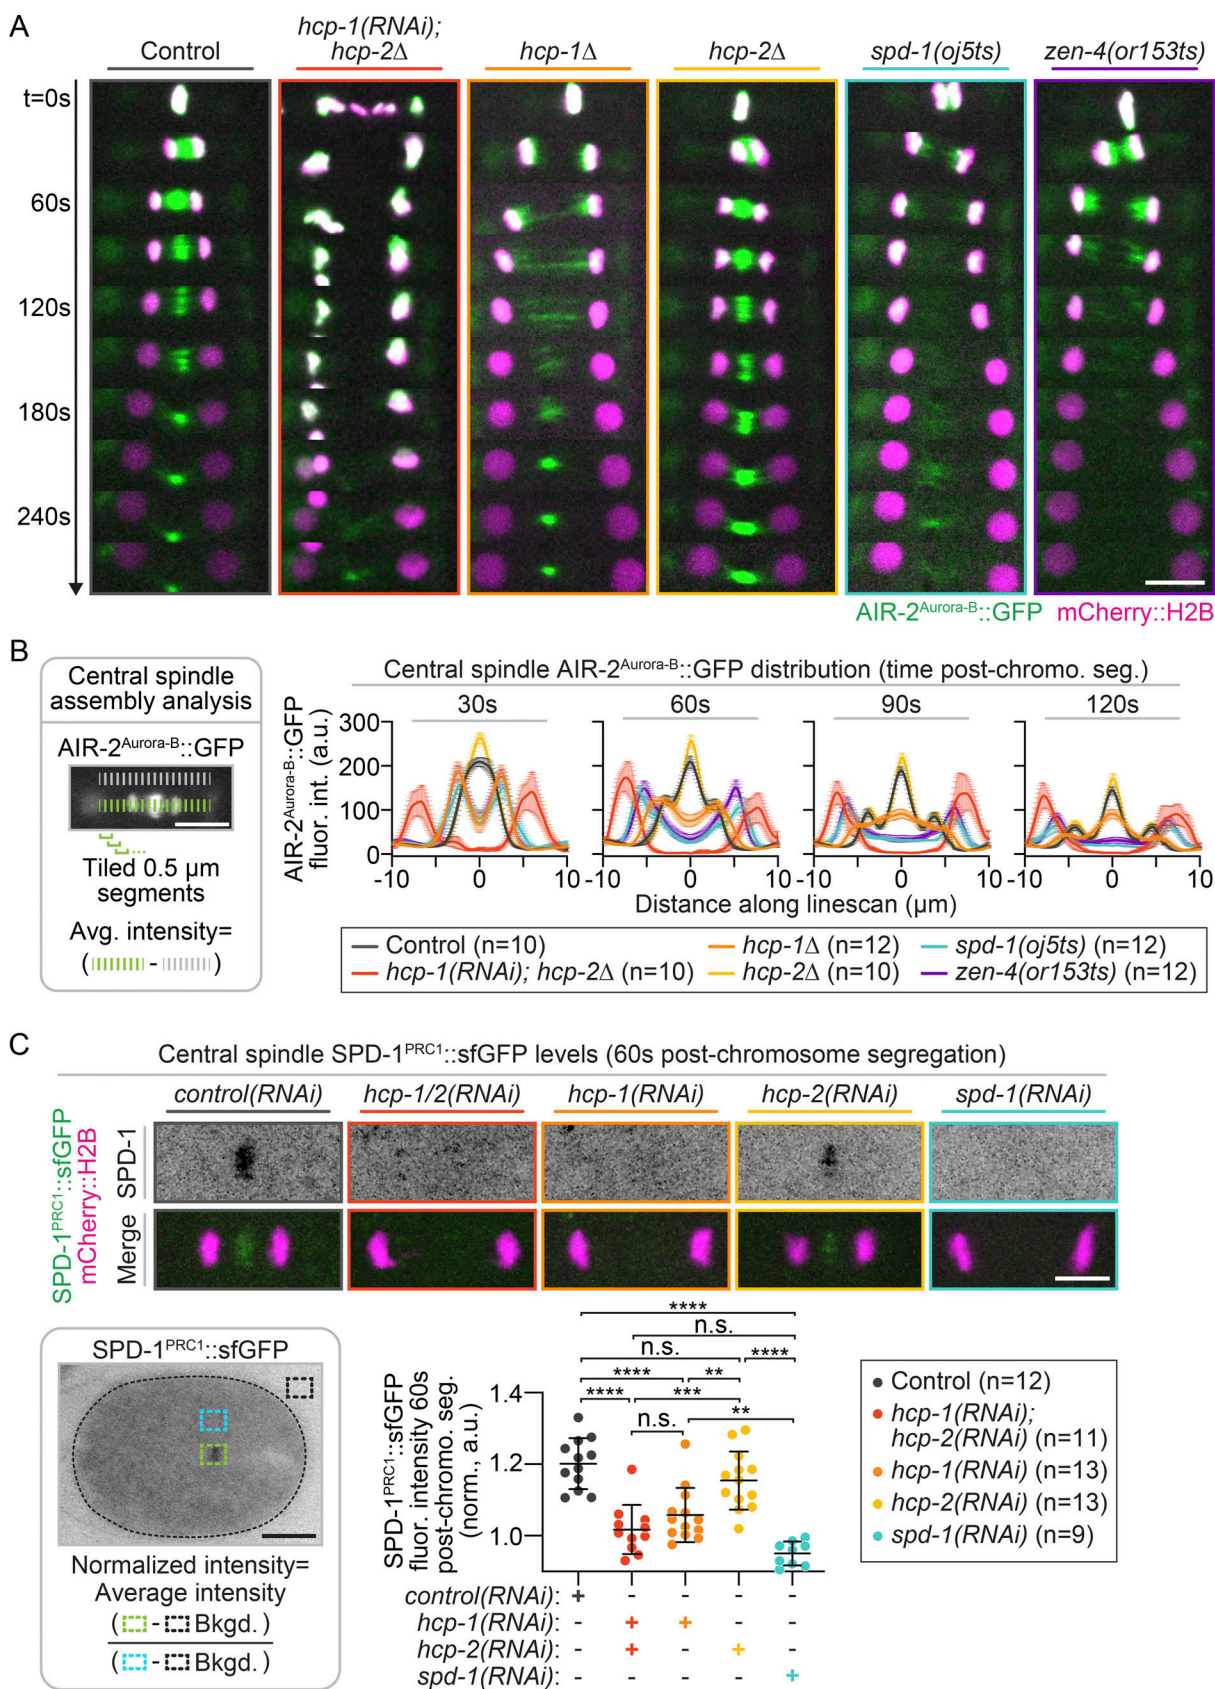 A
Control
hcp-1(RNAi);
hcp-2Δ
hcp-1Δ
hcp-2Δ
spd-1(oj5ts)
zen-4(or153ts)
t=0s
60s
120s
180s
240s
AIR-2Aurora-B::GFP mCherry::H2B
B
Central spindle
assembly analysis
AIR-2Aurora-B::GFP
Tiled 0.5 µm
segments
Avg. intensity=
( - )
Central spindle AIR-2Aurora-B::GFP distribution (time post-chromo. seg.)
30s
60s
90s
120s
AIR-2Aurora-B::GFP
fluor. int. (a.u.)
300
200
100
0
-10 0 10
-10 0 10
-10 0 10
-10 0 10
Distance along linescan (µm)
Control (n=10)
hcp-1Δ (n=12)
spd-1(oj5ts) (n=12)
hcp-1(RNAi); hcp-2Δ (n=10)
hcp-2Δ (n=10)
zen-4(or153ts) (n=12)
C
Central spindle SPD-1PRC1::sfGFP levels (60s post-chromosome segregation)
control(RNAi)
hcp-1/2(RNAi)
hcp-1(RNAi)
hcp-2(RNAi)
spd-1(RNAi)
SPD-1PRC1::sfGFP
mCherry::H2B
SPD-1
Merge
SPD-1PRC1::sfGFP
Normalized intensity=
Average intensity
( - Bkgd. )
( - Bkgd. )
SPD-1PRC1::sfGFP
fluor. intensity 60s
post-chromo. seg.
(norm., a.u.)
****
n.s.
n.s. ****
**** **
**** ***
n.s. **
1.4
1.2
1.0
control(RNAi): + - - - -
hcp-1(RNAi): - + + - -
hcp-2(RNAi): - + - + -
spd-1(RNAi): - - - - +
Control (n=12)
hcp-1(RNAi);
hcp-2(RNAi) (n=11)
hcp-1(RNAi) (n=13)
hcp-2(RNAi) (n=13)
spd-1(RNAi) (n=9)